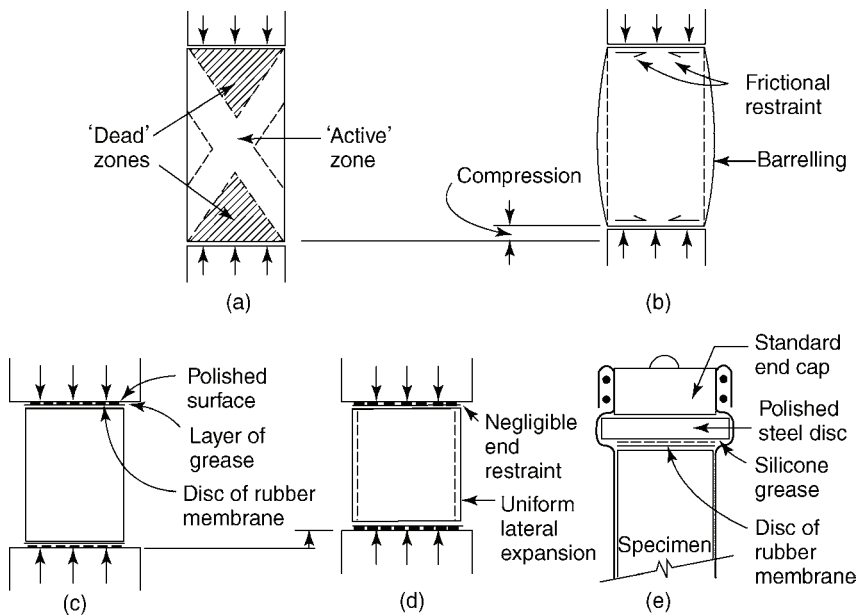 'Dead'
zones
'Active'
zone
(a)
Compression
Frictional
restraint
Barrelling
(b)
Polished
surface
Layer of
grease
Disc of rubber
membrane
(c)
Negligible
end
restraint
Uniform
lateral
expansion
(d)
Standard
end cap
Polished
steel disc
Silicone
grease
Disc of
rubber
membrane
Specimen
(e)